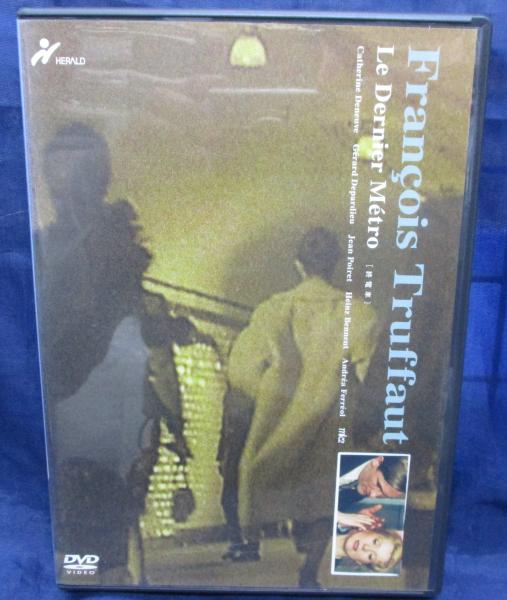 HERALD
François Truffaut
Le Dernier Métro [終電車]
Catherine Deneuve Gérard Depardieu Jean Poiret Heinz Bennent Andréa Ferréol mk2
DVD
VIDEO